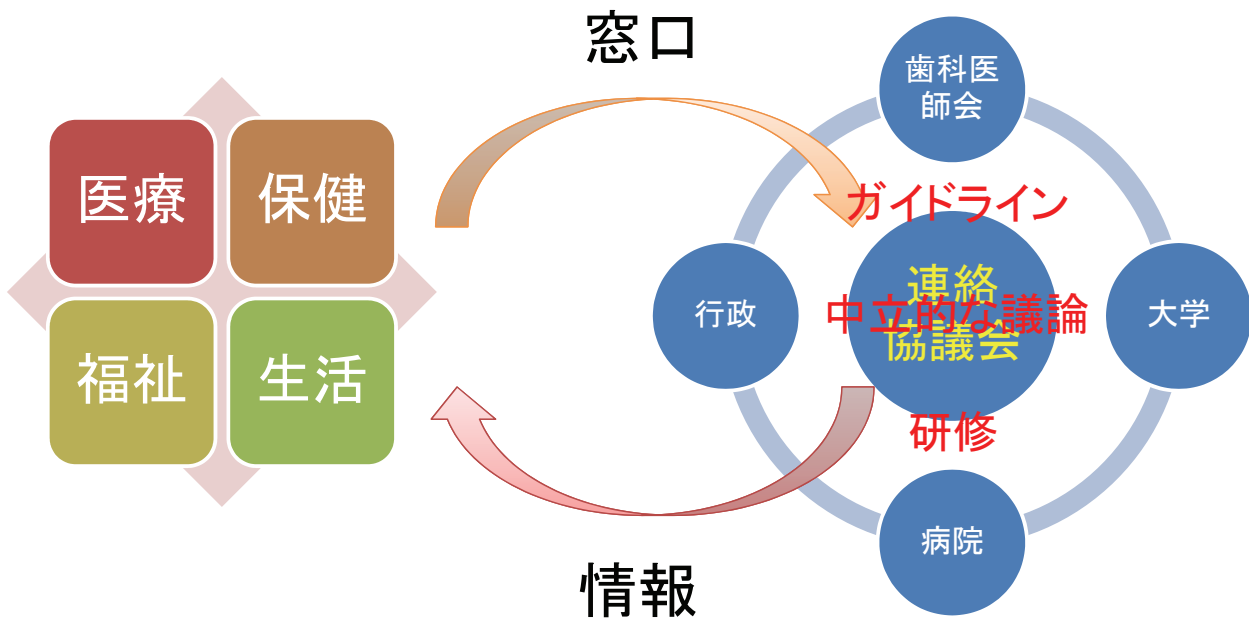 窓口
医療
保健
福祉
生活
歯科医
師会
ガイドライン
連絡
協議会
中立的な議論
行政
大学
研修
病院
情報